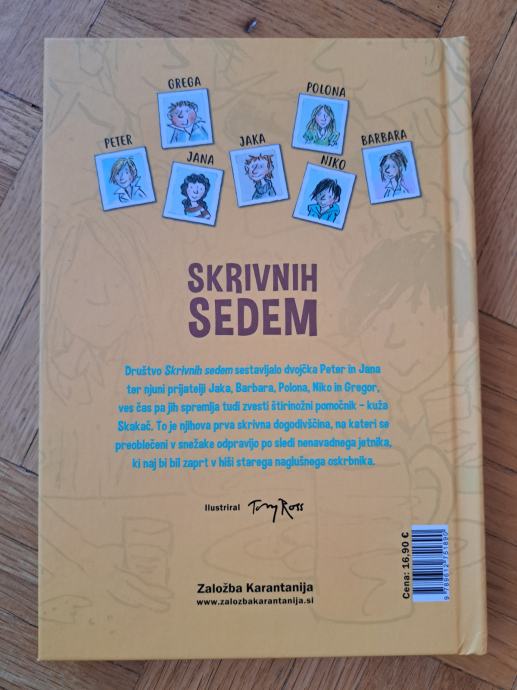 GREGA
POLONA
PETER
JANA
JAKA
NIKO
BARBARA
SKRIVNIH
SEDEM
Društvo Skrivnih sedem sestavljalo dvojčka Peter in Jana
ter njuni prijatelji Jaka, Barbara, Polona, Niko in Gregor,
ves čas pa jih spremlja tudi zvesti štirinožni pomočnik – kuža
Skakač. To je njihova prva skrivna dogodivščina, na kateri se
preoblečeni v snežake odpravijo po sledi nenavadnega jetnika,
ki naj bi bil zaprt v hiši starega naglušnega oskrbnika.
Ilustriral Tony Ross
Cena: 16,90 €
Založba Karantanija
www.zalozbakarantanija.si